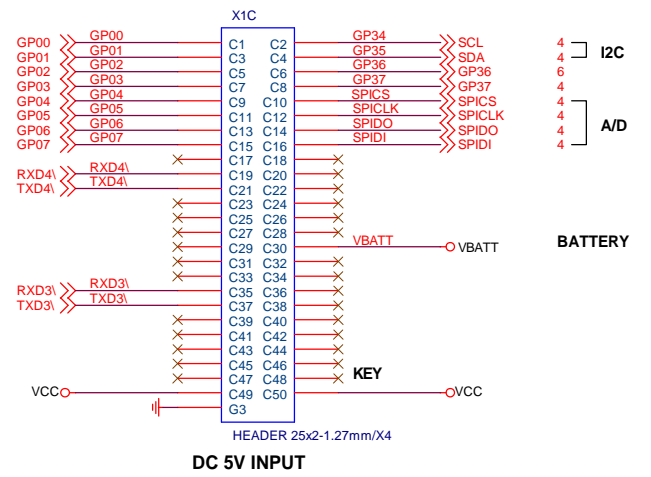 X1C
GP00 GP00 C1 C2 GP34 SCL 4
GP01 GP01 C3 C4 GP35 SDA 4 I2C
GP02 GP02 C5 C6 GP36 GP36 6
GP03 GP03 C7 C8 GP37 GP37 4
GP04 GP04 C9 C10 SPICS SPICS 4
GP05 GP05 C11 C12 SPICLK SPICLK 4 A/D
GP06 GP06 C13 C14 SPIDO SPIDO 4
GP07 GP07 C15 C16 SPIDI SPIDI 4
C17 C18
RXD4\ RXD4\ C19 C20
TXD4\ TXD4\ C21 C22
C23 C24
C25 C26
C27 C28
C29 C30 VBATT VBATT BATTERY
C31 C32
C33 C34
RXD3\ RXD3\ C35 C36
TXD3\ TXD3\ C37 C38
C39 C40
C41 C42
C43 C44
C45 C46
C47 C48 KEY
VCC C49 C50 VCC
G3
HEADER 25x2-1.27mm/X4
DC 5V INPUT